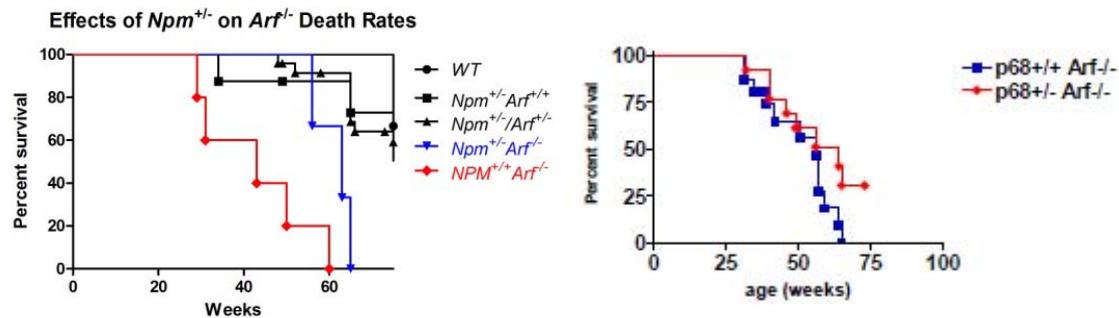 Effects of Npm+/- on Arf-/- Death Rates
Percent survival
100
80
60
40
20
0
0 20 40 60
Weeks
WT
Npm+/-Arf+/+
Npm+/-/Arf+/-
Npm+/-Arf-/-
NPM+/+Arf-/-
Percent survival
100
75
50
25
0
0 25 50 75 100
age (weeks)
p68+/+ Arf-/-
p68+/- Arf-/-